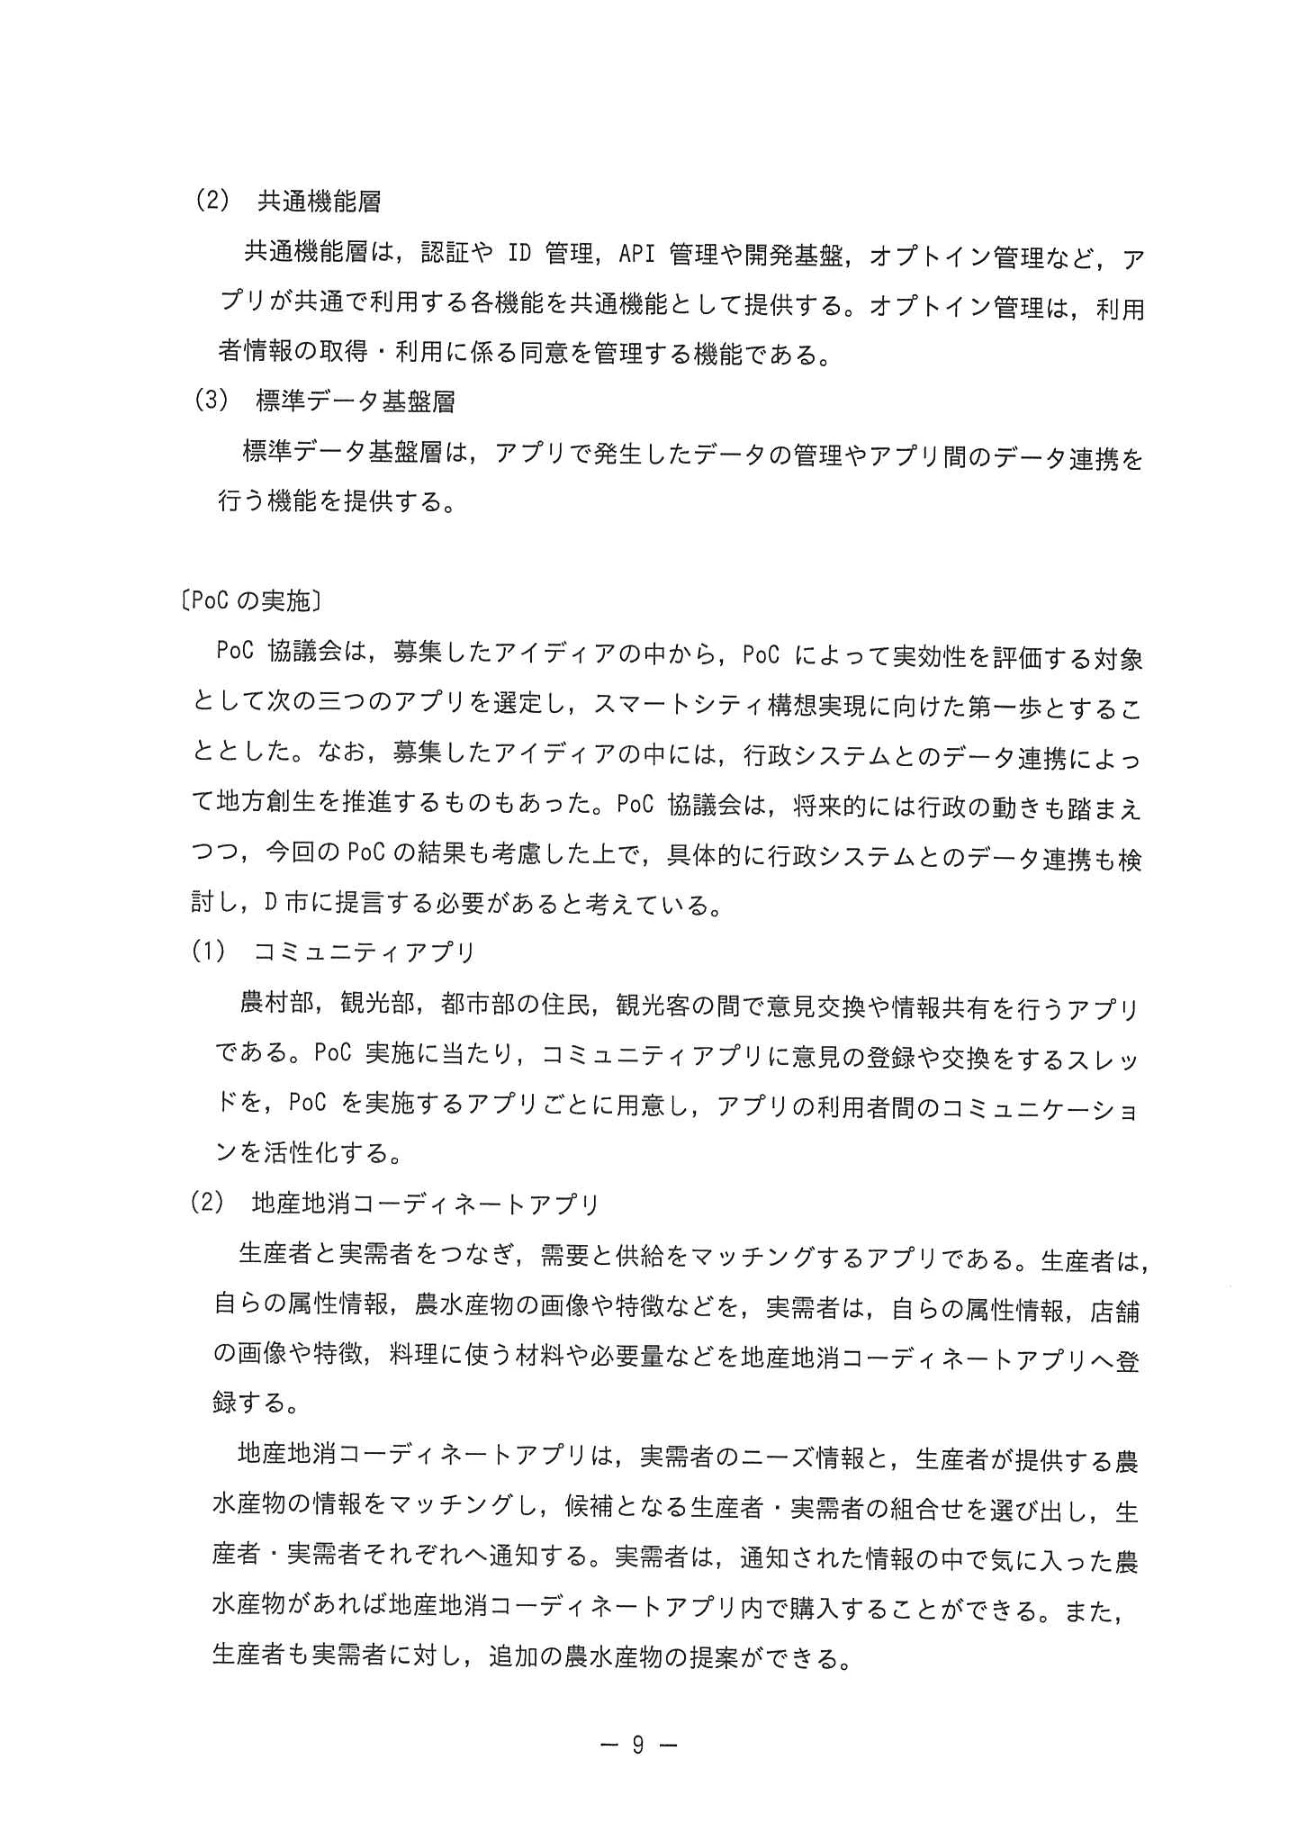 (2) 共通機能層
共通機能層は，認証や ID 管理，API 管理や開発基盤，オプトイン管理など，ア
プリが共通で利用する各機能を共通機能として提供する。オプトイン管理は，利用
者情報の取得・利用に係る同意を管理する機能である。
(3) 標準データ基盤層
標準データ基盤層は，アプリで発生したデータの管理やアプリ間のデータ連携を
行う機能を提供する。
〔PoC の実施〕
PoC 協議会は，募集したアイディアの中から，PoC によって実効性を評価する対象
として次の三つのアプリを選定し，スマートシティ構想実現に向けた第一歩とするこ
ととした。なお，募集したアイディアの中には，行政システムとのデータ連携によっ
て地方創生を推進するものもあった。PoC 協議会は，将来的には行政の動きも踏まえ
つつ，今回の PoC の結果も考慮した上で，具体的に行政システムとのデータ連携も検
討し，D 市に提言する必要があると考えている。
(1) コミュニティアプリ
農村部，観光部，都市部の住民，観光客の間で意見交換や情報共有を行うアプリ
である。PoC 実施に当たり，コミュニティアプリに意見の登録や交換をするスレッ
ドを，PoC を実施するアプリごとに用意し，アプリの利用者間のコミュニケーショ
ンを活性化する。
(2) 地産地消コーディネートアプリ
生産者と実需者をつなぎ，需要と供給をマッチングするアプリである。生産者は，
自らの属性情報，農水産物の画像や特徴などを，実需者は，自らの属性情報，店舗
の画像や特徴，料理に使う材料や必要量などを地産地消コーディネートアプリへ登
録する。
地産地消コーディネートアプリは，実需者のニーズ情報と，生産者が提供する農
水産物の情報をマッチングし，候補となる生産者・実需者の組合せを選び出し，生
産者・実需者それぞれへ通知する。実需者は，通知された情報の中で気に入った農
水産物があれば地産地消コーディネートアプリ内で購入することができる。また，
生産者も実需者に対し，追加の農水産物の提案ができる。
— 9 —